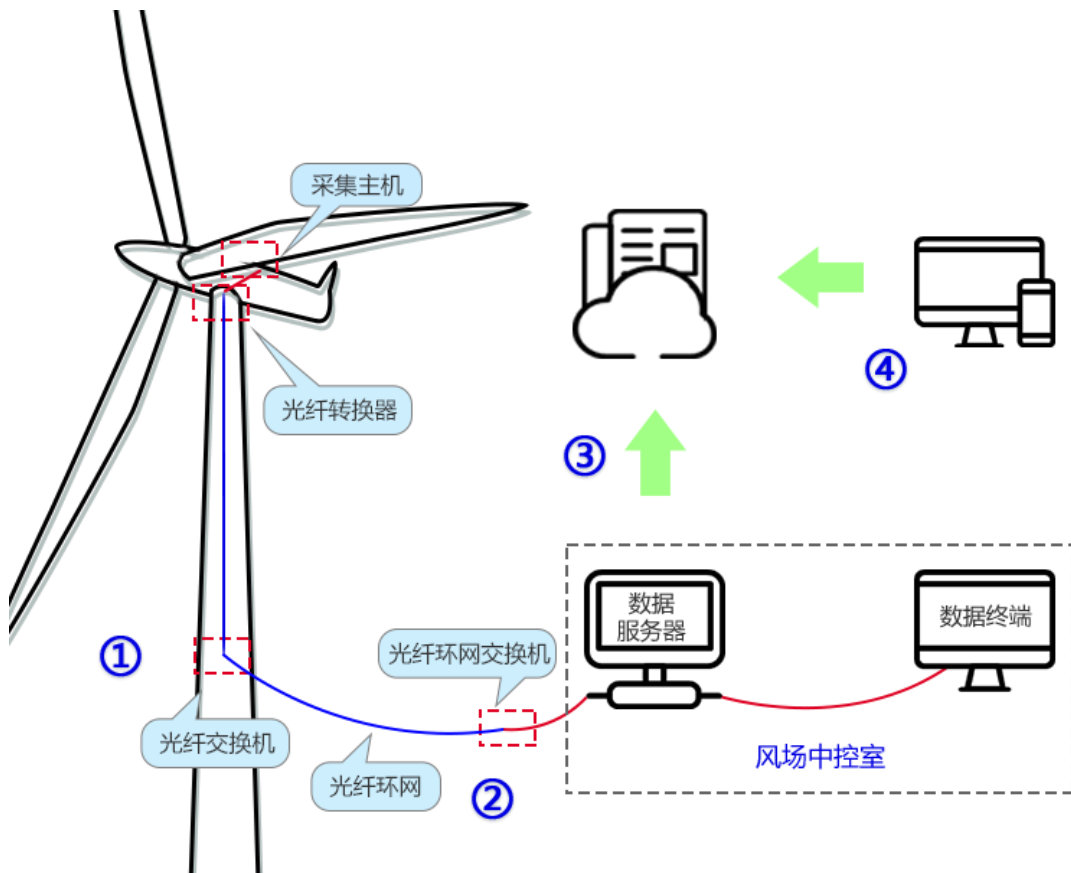 采集主机
光纤转换器
④
③
数据
服务器
数据终端
①
光纤环网交换机
光纤交换机
风场中控室
光纤环网
②